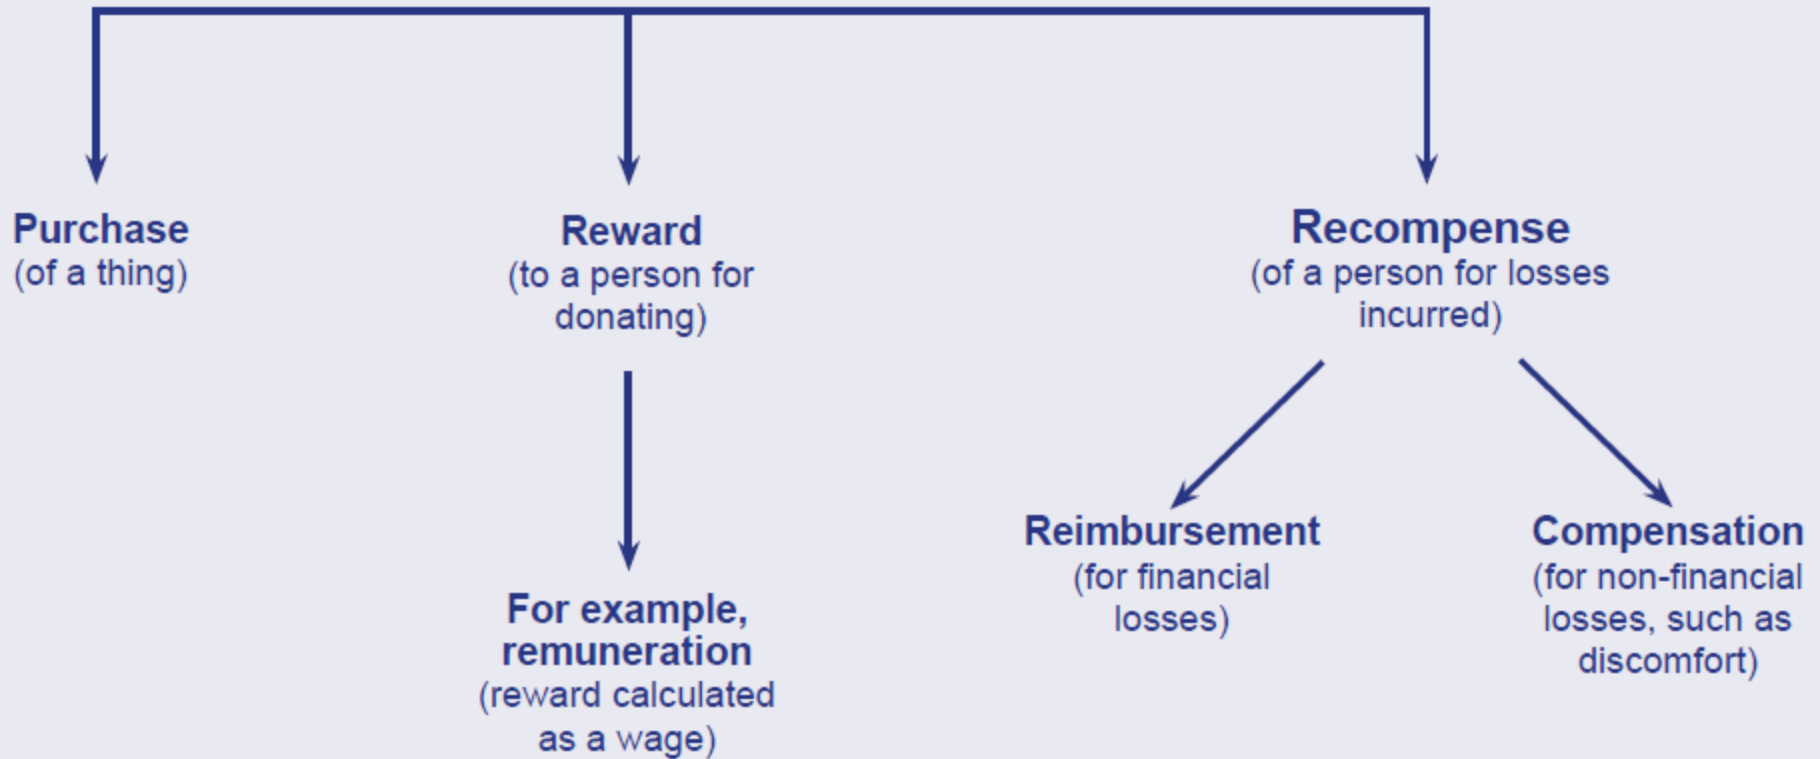 Purchase
(of a thing)
Reward
(to a person for
donating)
Recompense
(of a person for losses
incurred)
For example,
remuneration
(reward calculated
as a wage)
Reimbursement
(for financial
losses)
Compensation
(for non-financial
losses, such as
discomfort)